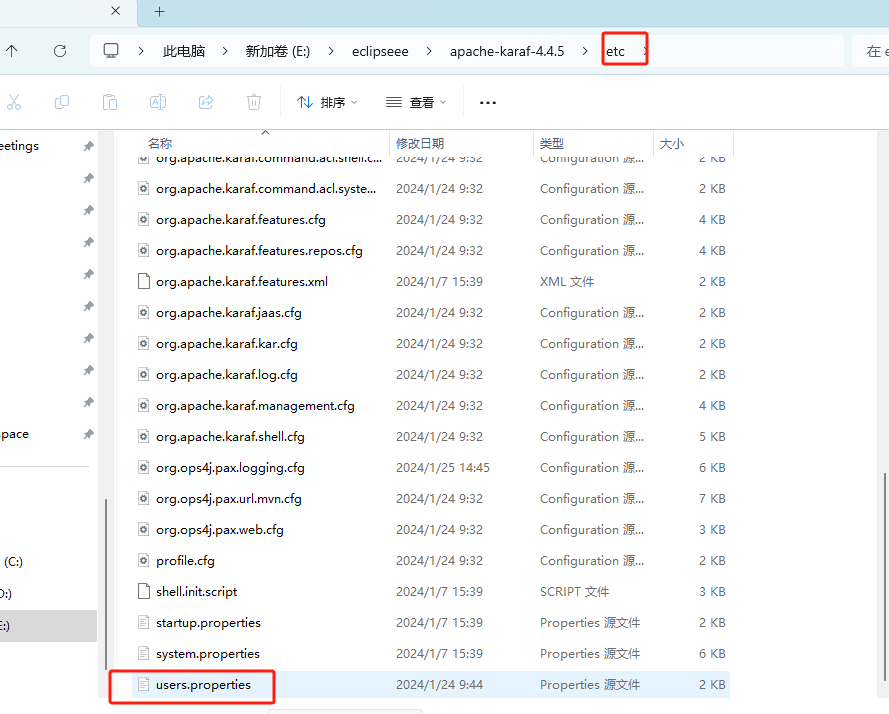 此电脑 新加卷 (E:) eclipseee apache-karaf-4.4.5 etc 在 e
排序 查看
eetings
pace
(C:)
D:)
E:)
名称 修改日期 类型 大小
org.apache.karaf.command.acl.shell.c... 2024/1/24 9:32 Configuration 源... 2 KB
org.apache.karaf.command.acl.syste... 2024/1/24 9:32 Configuration 源... 2 KB
org.apache.karaf.features.cfg 2024/1/24 9:32 Configuration 源... 4 KB
org.apache.karaf.features.repos.cfg 2024/1/24 9:32 Configuration 源... 4 KB
org.apache.karaf.features.xml 2024/1/7 15:39 XML 文件 2 KB
org.apache.karaf.jaas.cfg 2024/1/24 9:32 Configuration 源... 2 KB
org.apache.karaf.kar.cfg 2024/1/24 9:32 Configuration 源... 2 KB
org.apache.karaf.log.cfg 2024/1/24 9:32 Configuration 源... 2 KB
org.apache.karaf.management.cfg 2024/1/24 9:32 Configuration 源... 4 KB
org.apache.karaf.shell.cfg 2024/1/24 9:32 Configuration 源... 5 KB
org.ops4j.pax.logging.cfg 2024/1/25 14:45 Configuration 源... 6 KB
org.ops4j.pax.url.mvn.cfg 2024/1/24 9:32 Configuration 源... 7 KB
org.ops4j.pax.web.cfg 2024/1/24 9:32 Configuration 源... 3 KB
profile.cfg 2024/1/24 9:32 Configuration 源... 2 KB
shell.init.script 2024/1/7 15:39 SCRIPT 文件 3 KB
startup.properties 2024/1/7 15:39 Properties 源文件 2 KB
system.properties 2024/1/7 15:39 Properties 源文件 6 KB
users.properties 2024/1/24 9:44 Properties 源文件 2 KB